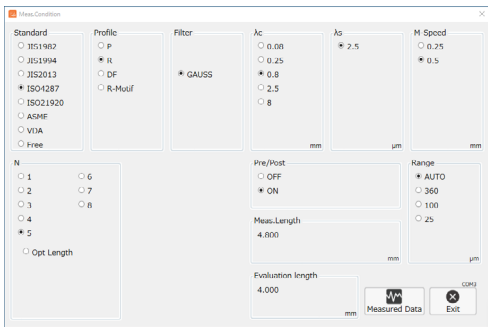 Meas.Condition
Standard
JIS1982
JIS1994
JIS2013
ISO4287
ISO21920
ASME
VDA
Free
Profile
P
R
DF
R-Motif
Filter
GAUSS
λc
0.08
0.25
0.8
2.5
8
mm
λs
2.5
μm
M-Speed
0.25
0.5
mm
N
1
2
3
4
5
6
7
8
Opt Length
Pre/Post
OFF
ON
Meas.Length
4.800
mm
Evaluation length
4.000
mm
Range
AUTO
360
100
25
μm
COM3
Measured Data
Exit